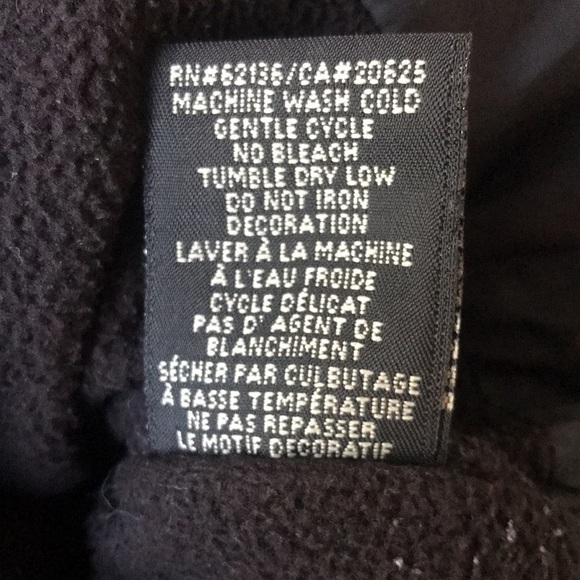 RN#62136/CA#20625
MACHINE WASH COLD
GENTLE CYCLE
NO BLEACH
TUMBLE DRY LOW
DO NOT IRON
DECORATION
LAVER À LA MACHINE
À L'EAU FROIDE
CYCLE DÉLICAT
PAS D' AGENT DE
BLANCHIMENT
SÉCHER PAR CULBUTAGE
À BASSE TEMPÉRATURE
NE PAS REPASSER
LE MOTIF DECORATIF